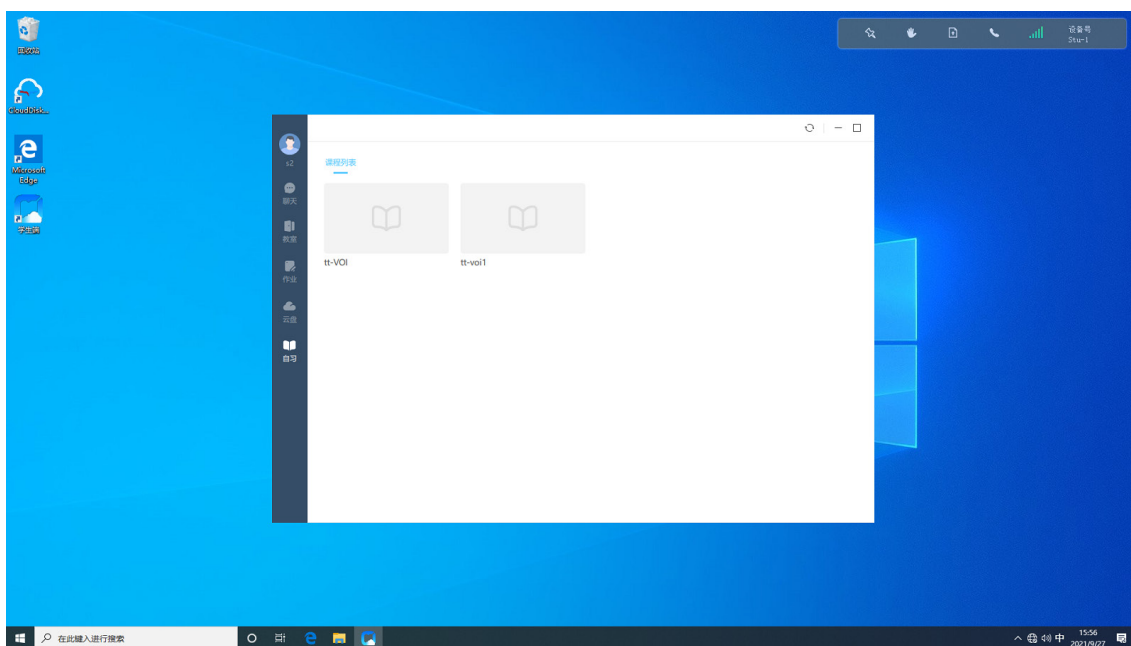 回收站
CloudDisk...
Microsoft
Edge
学生端
设备号
Stu-1
s2
聊天
教室
作业
云盘
自习
课程列表
tt-VOI
tt-voi1
在此键入进行搜索
中
15:56
2021/9/27